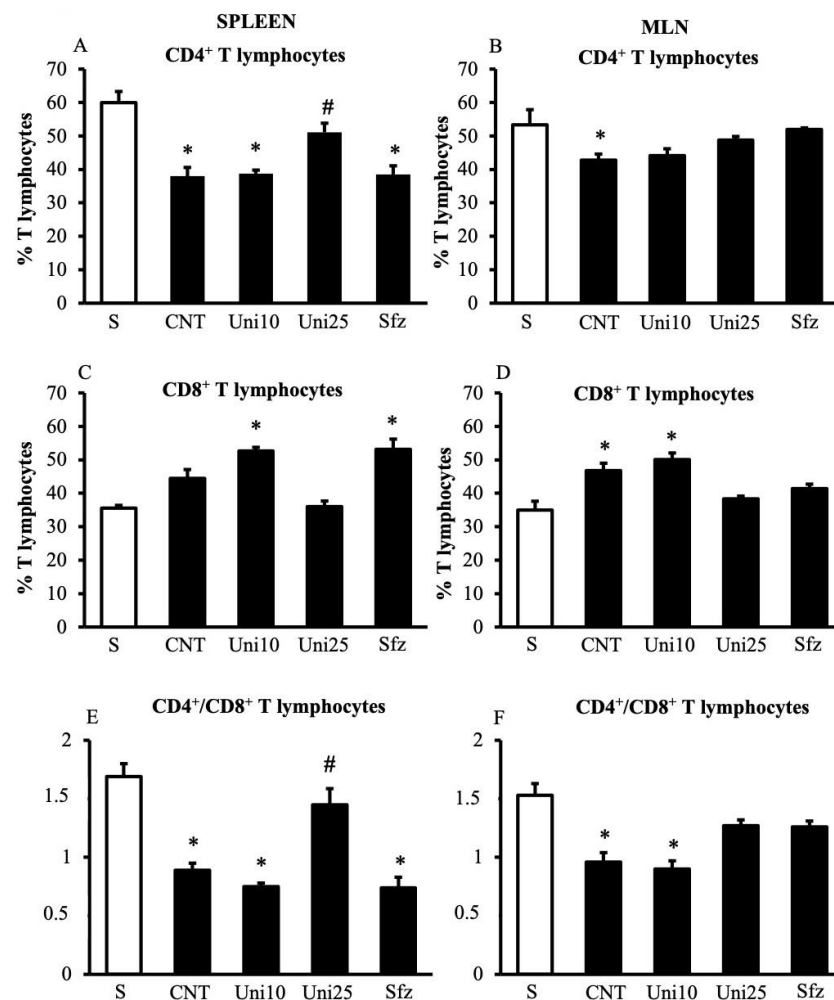 SPLEEN
MLN
A
CD4⁺ T lymphocytes
% T lymphocytes
70
60
50
40
30
20
10
0
*
*
#
*
S CNT Uni10 Uni25 Sfz
B
CD4⁺ T lymphocytes
% T lymphocytes
70
60
50
40
30
20
10
0
*
S CNT Uni10 Uni25 Sfz
C
CD8⁺ T lymphocytes
% T lymphocytes
70
60
50
40
30
20
10
0
*
*
S CNT Uni10 Uni25 Sfz
D
CD8⁺ T lymphocytes
% T lymphocytes
70
60
50
40
30
20
10
0
*
*
S CNT Uni10 Uni25 Sfz
E
CD4⁺/CD8⁺ T lymphocytes
2
1.5
1
0.5
0
*
*
#
*
S CNT Uni10 Uni25 Sfz
F
CD4⁺/CD8⁺ T lymphocytes
2
1.5
1
0.5
0
*
*
S CNT Uni10 Uni25 Sfz